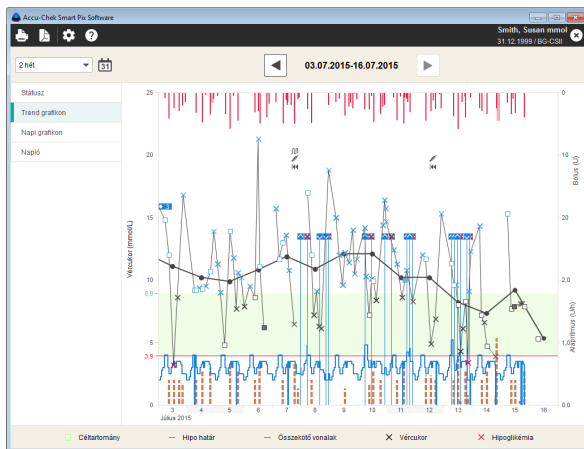 Accu-Chek Smart Pix Software
Smith, Susan mmol
31.12.1999 / BG-CSII
2 hét
31
03.07.2015-16.07.2015
Státusz
Trend grafikon
Napi grafikon
Napló
Vércukor (mmol/L)
25
20
15
10
8,9
5
3,9
0
0
10
Bólus (U)
2,0
1,0
0,0
Alapritmus (U/h)
3 4 5 6 7 8 9 10 11 12 13 14 15 16
Július 2015
Céltartomány
Hipo határ
Összekötő vonalak
Vércukor
Hipoglikémia